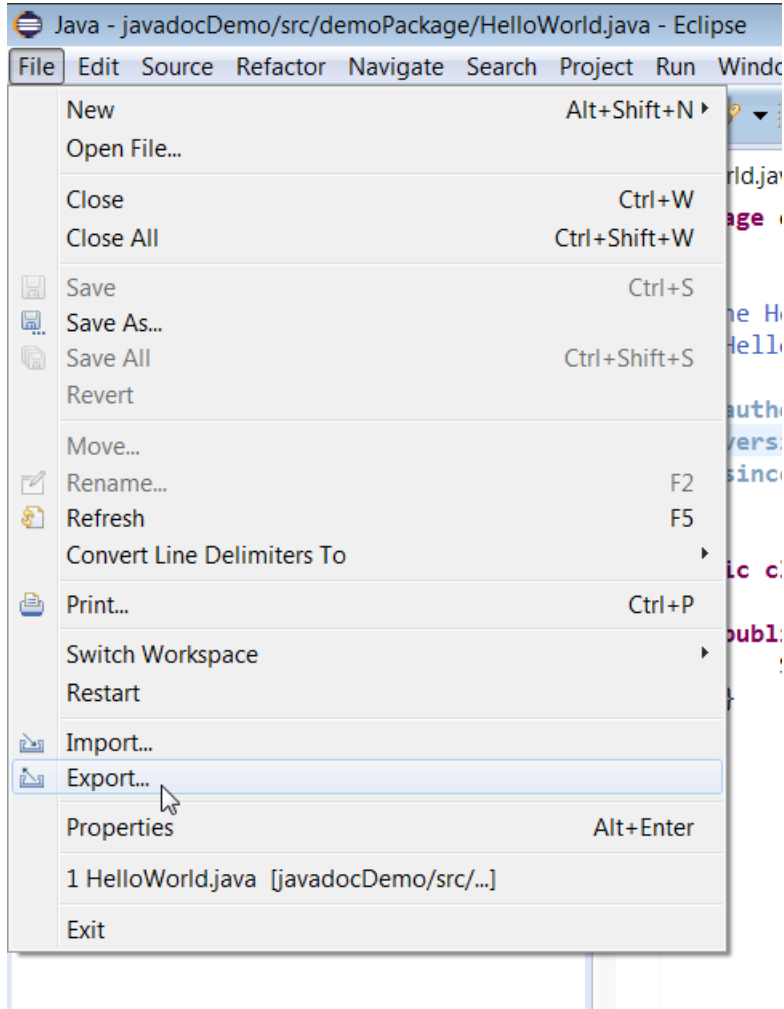 Java - javadocDemo/src/demoPackage/HelloWorld.java - Eclipse
File Edit Source Refactor Navigate Search Project Run
New Alt+Shift+N
Open File...
Close Ctrl+W
Close All Ctrl+Shift+W
Save Ctrl+S
Save As...
Save All Ctrl+Shift+S
Revert
Move...
Rename... F2
Refresh F5
Convert Line Delimiters To
Print... Ctrl+P
Switch Workspace
Restart
Import...
Export...
Properties Alt+Enter
1 HelloWorld.java [javadocDemo/src/...]
Exit